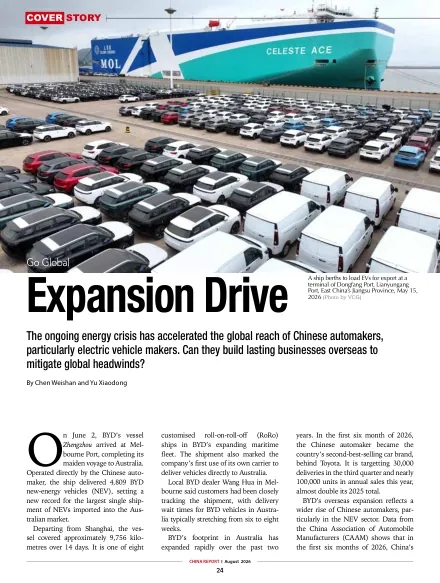 COVER STORY
MOL
CELESTE ACE
Go Global
A ship berths to load EVs for export at a
terminal of Dongfang Port, Lianyungang
Port, East China's Jiangsu Province, May 15,
2026 (Photo by VCG)
Expansion Drive
The ongoing energy crisis has accelerated the global reach of Chinese automakers,
particularly electric vehicle makers. Can they build lasting businesses overseas to
mitigate global headwinds?
By Chen Weishan and Yu Xiaodong
On June 2, BYD's vessel
Zhengzhou arrived at Mel-
bourne Port, completing its
maiden voyage to Australia.
Operated directly by the Chinese auto-
maker, the ship delivered 4,809 BYD
new-energy vehicles (NEV), setting a
new record for the largest single ship-
ment of NEVs imported into the Aus-
tralian market.
Departing from Shanghai, the ves-
sel covered approximately 9,756 kilo-
metres over 14 days. It is one of eight
customised roll-on-roll-off (RoRo)
ships in BYD's expanding maritime
fleet. The shipment also marked the
company's first use of its own carrier to
deliver vehicles directly to Australia.
Local BYD dealer Wang Hua in Mel-
bourne said customers had been closely
tracking the shipment, with delivery
wait times for BYD vehicles in Austra-
lia typically stretching from six to eight
weeks.
BYD's footprint in Australia has
expanded rapidly over the past two
years. In the first six month of 2026,
the Chinese automaker became the
country's second-best-selling car brand,
behind Toyota. It is targeting 30,000
deliveries in the third quarter and nearly
100,000 units in annual sales this year,
almost double its 2025 total.
BYD's overseas expansion reflects a
wider rise of Chinese automakers, par-
ticularly in the NEV sector. Data from
the China Association of Automobile
Manufacturers (CAAM) shows that in
the first six months of 2026, China's
CHINA REPORT I August 2026
24